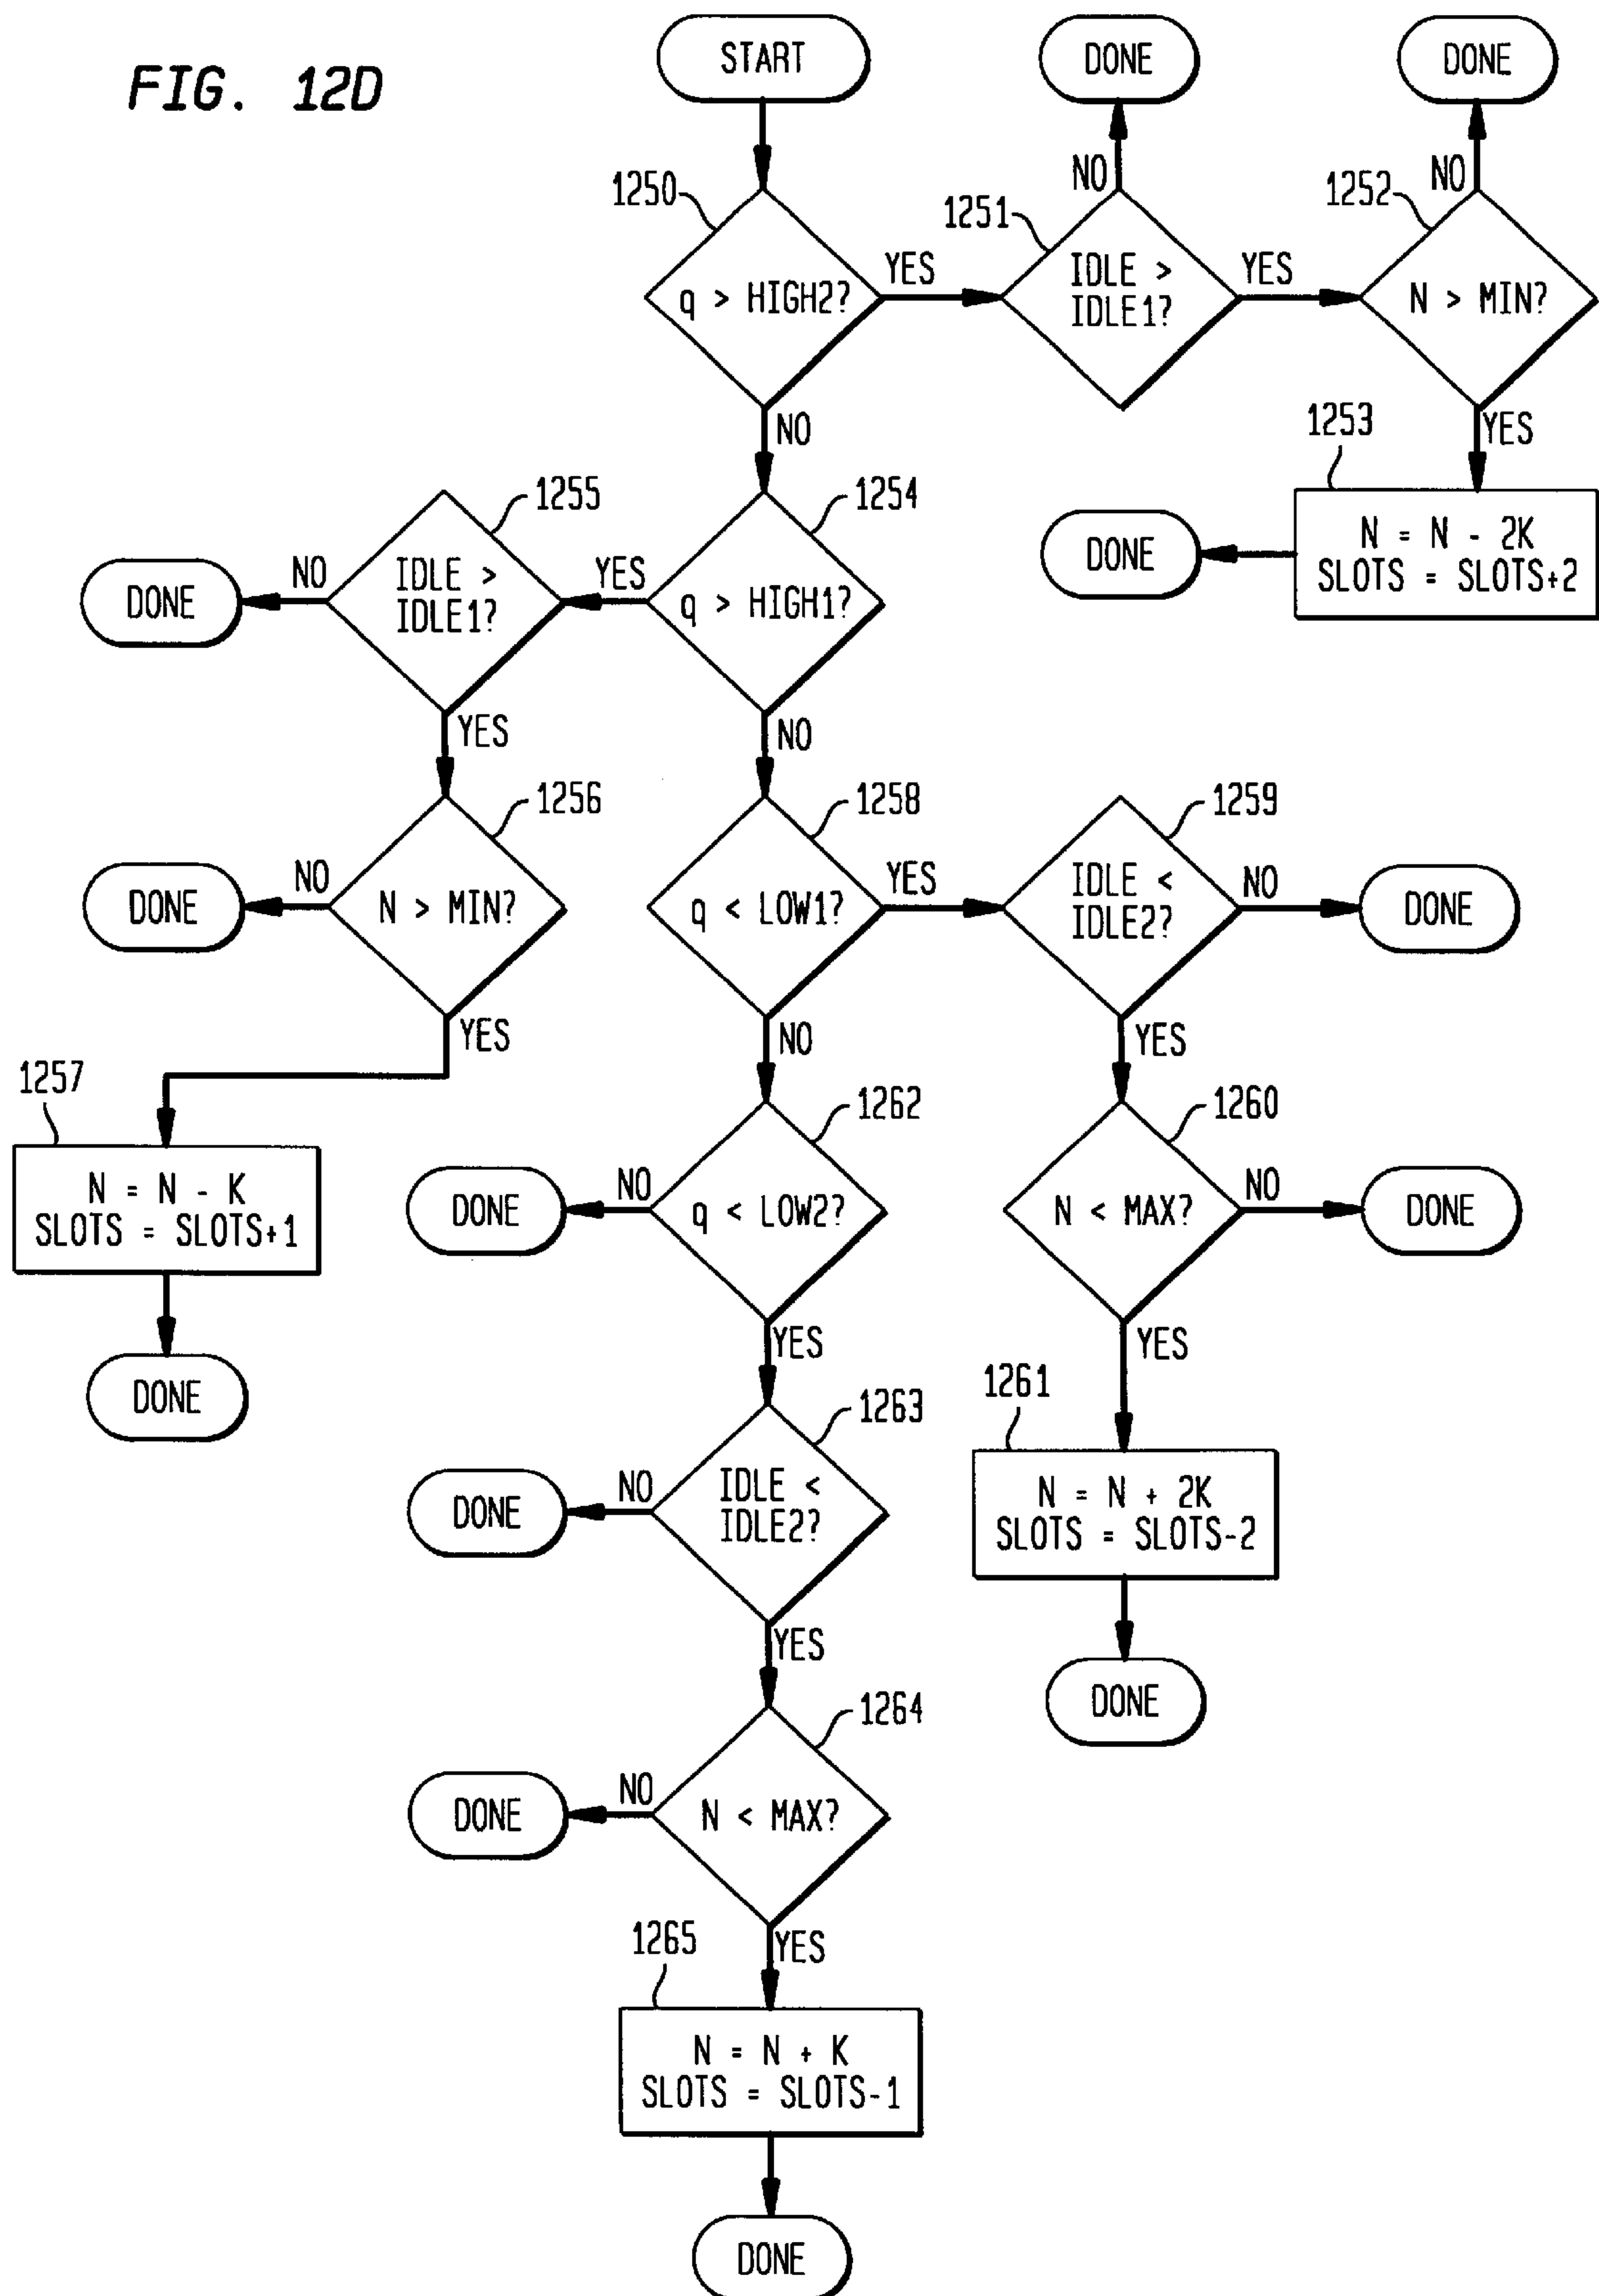 FIG. 12D
START
DONE
DONE
1250
q > HIGH2?
YES
NO
1251
IDLE >
IDLE1?
NO
YES
1252
N > MIN?
NO
YES
1253
N = N - 2K
SLOTS = SLOTS+2
DONE
1254
q > HIGH1?
YES
NO
1255
IDLE >
IDLE1?
NO
DONE
YES
1256
N > MIN?
NO
DONE
YES
1257
N = N - K
SLOTS = SLOTS+1
DONE
1258
q < LOW1?
YES
NO
1259
IDLE <
IDLE2?
NO
DONE
YES
1260
N < MAX?
NO
DONE
YES
1261
N = N + 2K
SLOTS = SLOTS-2
DONE
1262
q < LOW2?
NO
DONE
YES
1263
IDLE <
IDLE2?
NO
DONE
YES
1264
N < MAX?
NO
DONE
YES
1265
N = N + K
SLOTS = SLOTS-1
DONE